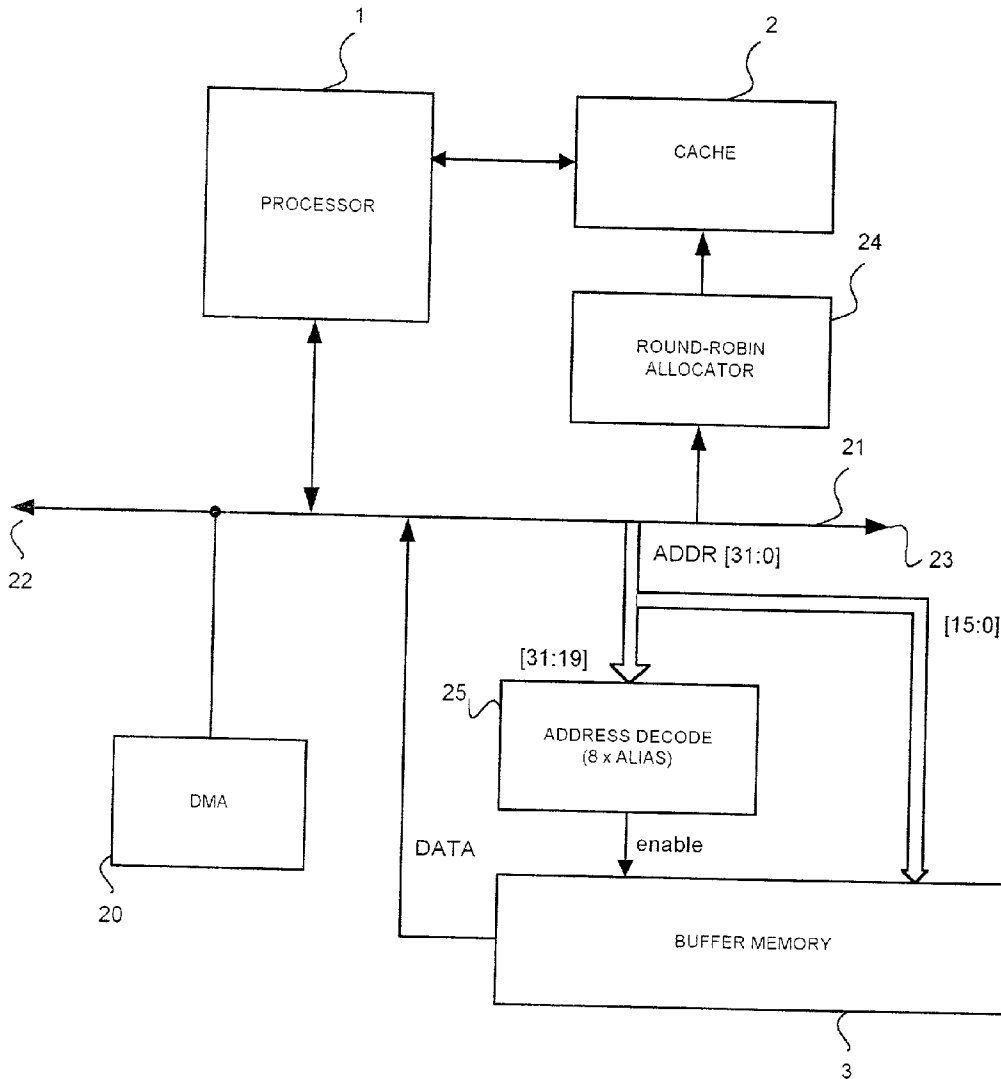 1
2
CACHE
PROCESSOR
24
ROUND-ROBIN
ALLOCATOR
21
22
ADDR [31:0]
23
[15:0]
[31:19]
25
ADDRESS DECODE
(8 x ALIAS)
DMA
DATA
enable
20
BUFFER MEMORY
3